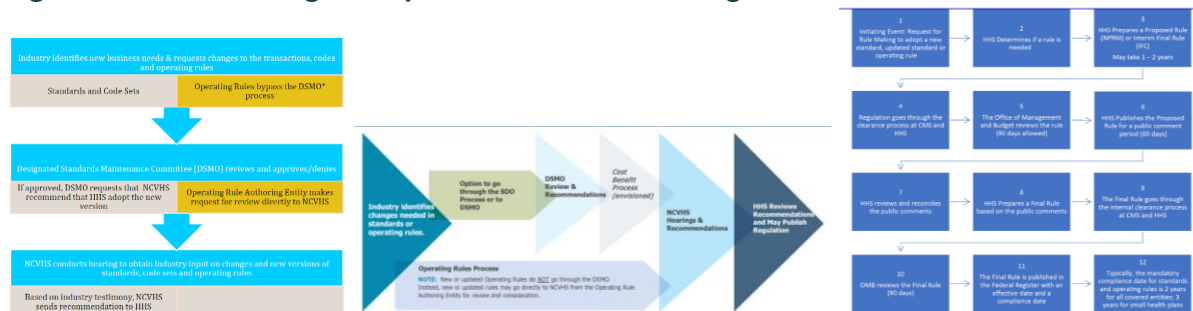 Industry identifies new business needs & requests changes to the transactions, codes
and operating rules
Standards and Code Sets
Operating Rules bypass the DSMO*
process
Designated Standards Maintenance Committee (DSMO) reviews and approves/denies
If approved, DSMO requests that NCVHS
recommend that HHS adopt the new
version
Operating Rule Authoring Entity makes
request for review directly to NCVHS
NCVHS conducts hearing to obtain industry input on changes and new versions of
standards, code sets and operating rules
Based on industry testimony, NCVHS
sends recommendation to HHS
Industry identifies
changes needed in
standards or
operating rules.
Option to go
through the SDO
Process or to
DSMO
DSMO
Review &
Recommendations
Cost
Benefit
Process
(envisioned)
NCVHS
Hearings &
Recommendations
HHS Reviews
Recommendations
and May Publish
Regulation
Operating Rules Process
NOTE: New or updated Operating Rules do NOT go through the DSMO.
Instead, new or updated rules may go directly to NCVHS from the Operating Rule
Authoring Entity for review and consideration.
1
Initiating Event: Request for
Rule Making to adopt a new
standard, updated standard or
operating rule
2
HHS Determines if a rule is
needed
3
HHS Prepares a Proposed Rule
(NPRM) or Interim Final Rule
(IFC)
May take 1 – 2 years
4
Regulation goes through the
clearance process at CMS and
HHS
5
The Office of Management
and Budget reviews the rule
(90 days allowed)
6
HHS Publishes the Proposed
Rule for a public comment
period (60 days)
7
HHS reviews and reconciles
the public comments
8
HHS Prepares a Final Rule
based on the public comments
9
The Final Rule goes through
the internal clearance process
at CMS and HHS
10
OMB reviews the Final Rule
(90 days)
11
The Final Rule is published in
the Federal Register with an
effective date and a
compliance date
12
Typically, the mandatory
compliance date for standards
and operating rules is 2 years
for all covered entities; 3
years for small health plans